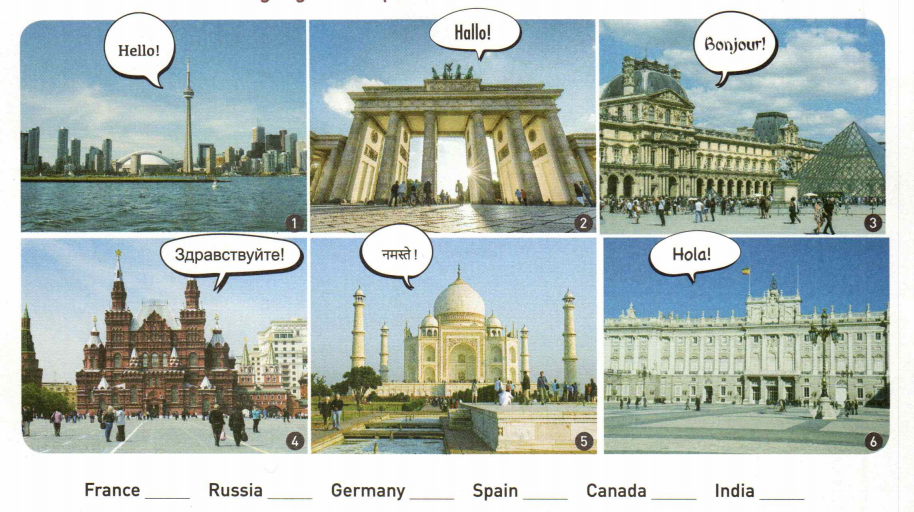 Hello!
Hallo!
Bonjour!
1
2
3
Здравствуйте!
नमस्ते !
Hola!
4
5
6
France _____ Russia _____ Germany _____ Spain _____ Canada _____ India _____